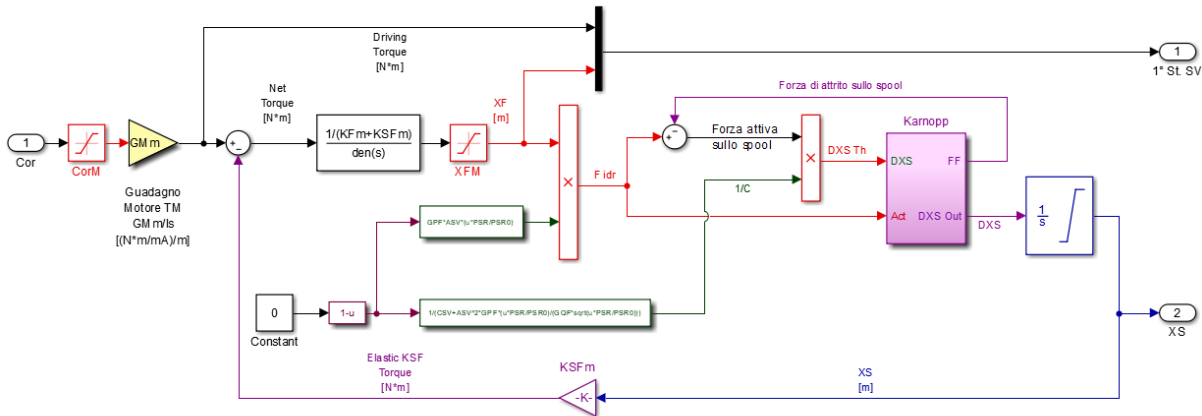 Driving
Torque
[N*m]
1
1° St. SV
Net
Torque
[N*m]
XF
[m]
Forza di attrito sullo spool
Karnopp
1
Cor
CorM
GMm
+
-
1/(KFm+KSFm)
den(s)
XFM
×
F idr
+
-
Forza attiva
sullo spool
×
DXS Th
DXS
FF
Act
DXS Out
DXS
1
s
1/C
Guadagno
Motore TM
GMm/Is
[(N*m/mA)/m]
GPF*ASV*(u*PSR/PSR0)
0
Constant
1-u
1/(CSV+ASV*2*GPF*(u*PSR/PSR0)/(GQF*sqrt(u*PSR/PSR0)))
2
XS
Elastic KSF
Torque
[N*m]
KSFm
-K-
XS
[m]